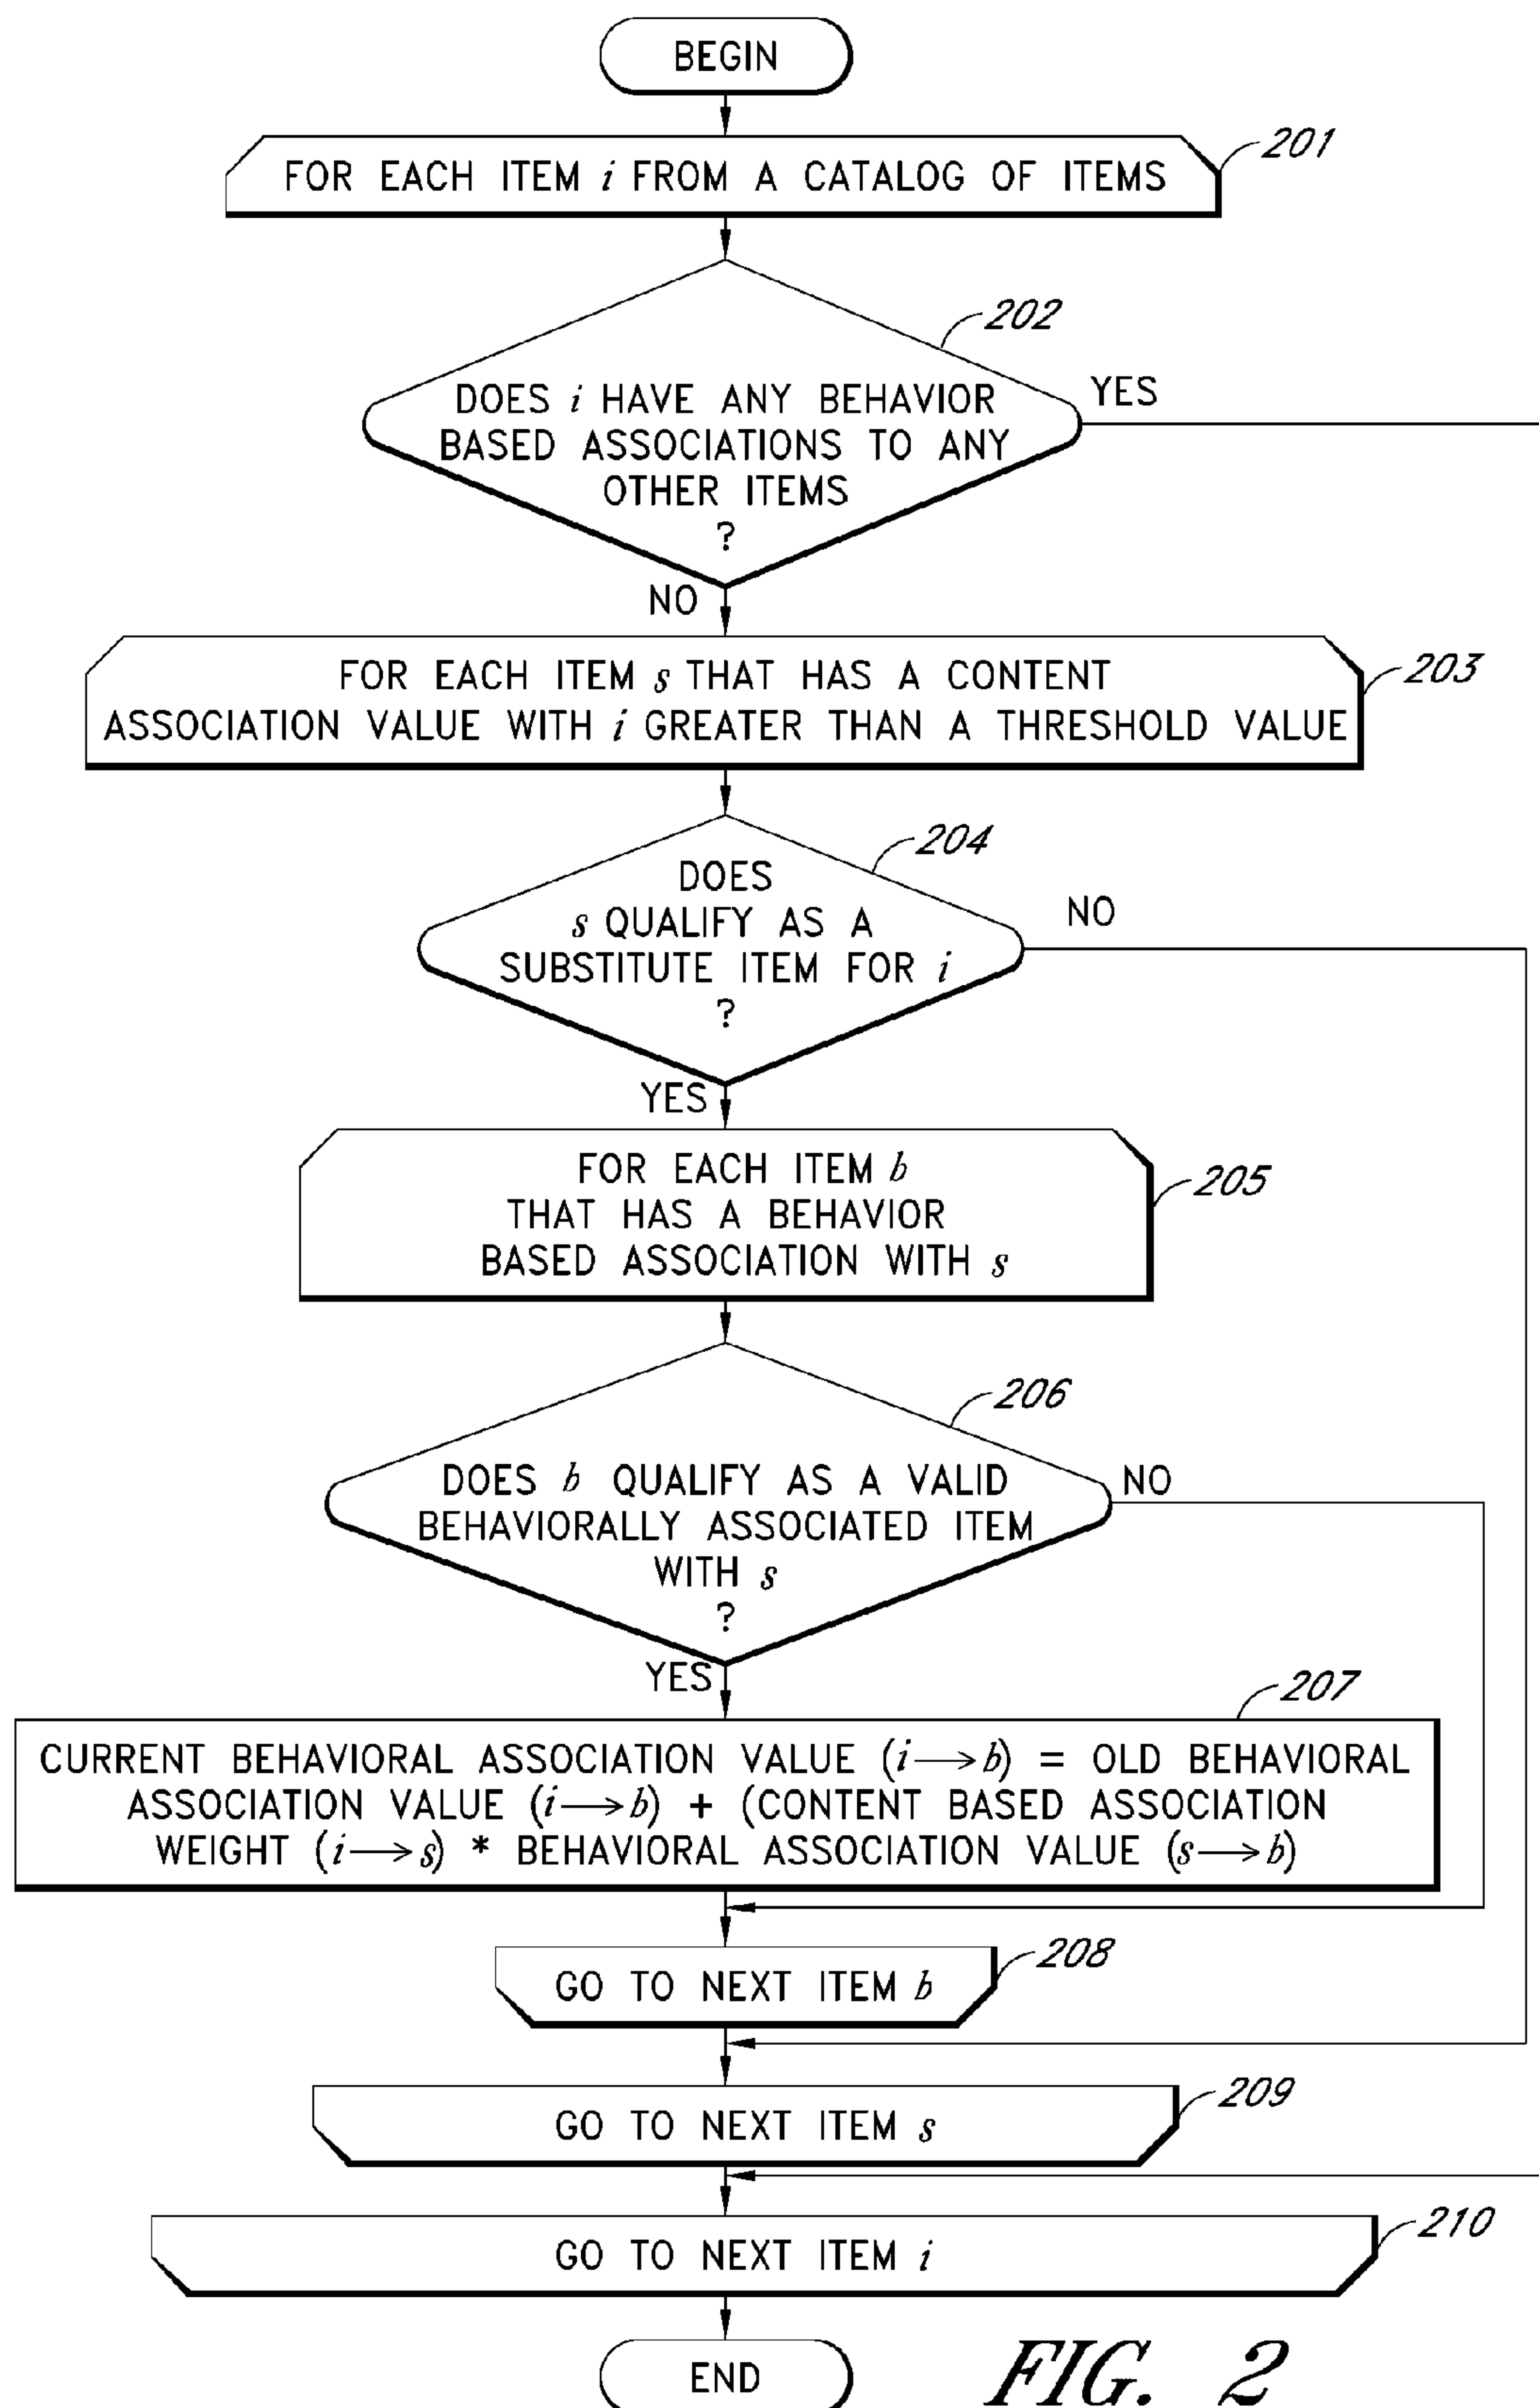 BEGIN
201
FOR EACH ITEM i FROM A CATALOG OF ITEMS
202
DOES i HAVE ANY BEHAVIOR
BASED ASSOCIATIONS TO ANY
OTHER ITEMS
?
YES
NO
203
FOR EACH ITEM s THAT HAS A CONTENT
ASSOCIATION VALUE WITH i GREATER THAN A THRESHOLD VALUE
204
DOES
s QUALIFY AS A
SUBSTITUTE ITEM FOR i
?
NO
YES
205
FOR EACH ITEM b
THAT HAS A BEHAVIOR
BASED ASSOCIATION WITH s
206
DOES b QUALIFY AS A VALID
BEHAVIORALLY ASSOCIATED ITEM
WITH s
?
NO
YES
207
CURRENT BEHAVIORAL ASSOCIATION VALUE (i⟶b) = OLD BEHAVIORAL
ASSOCIATION VALUE (i⟶b) + (CONTENT BASED ASSOCIATION
WEIGHT (i⟶s) * BEHAVIORAL ASSOCIATION VALUE (s⟶b)
208
GO TO NEXT ITEM b
209
GO TO NEXT ITEM s
210
GO TO NEXT ITEM i
END
FIG. 2